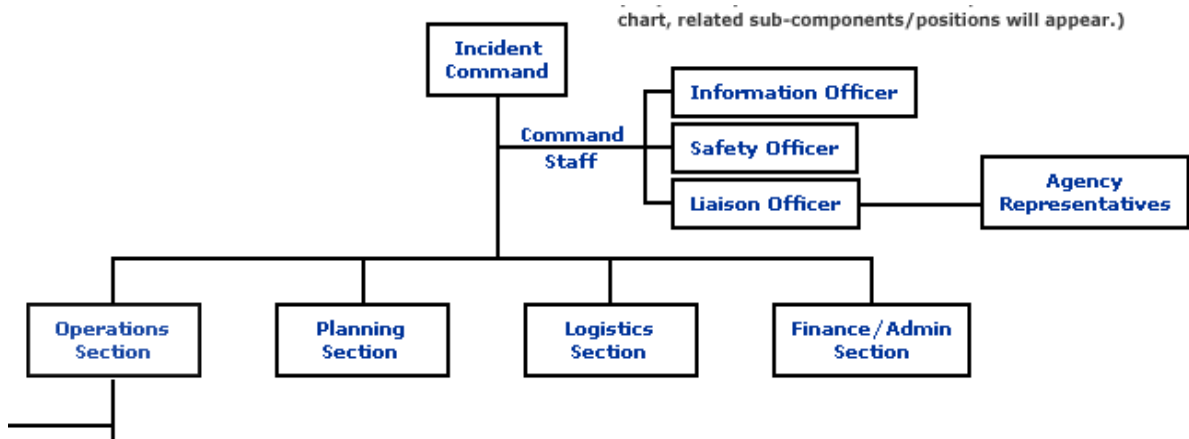 chart, related sub-components/positions will appear.)
Incident
Command
Information Officer
Command
Staff
Safety Officer
Liaison Officer
Agency
Representatives
Operations
Section
Planning
Section
Logistics
Section
Finance/Admin
Section